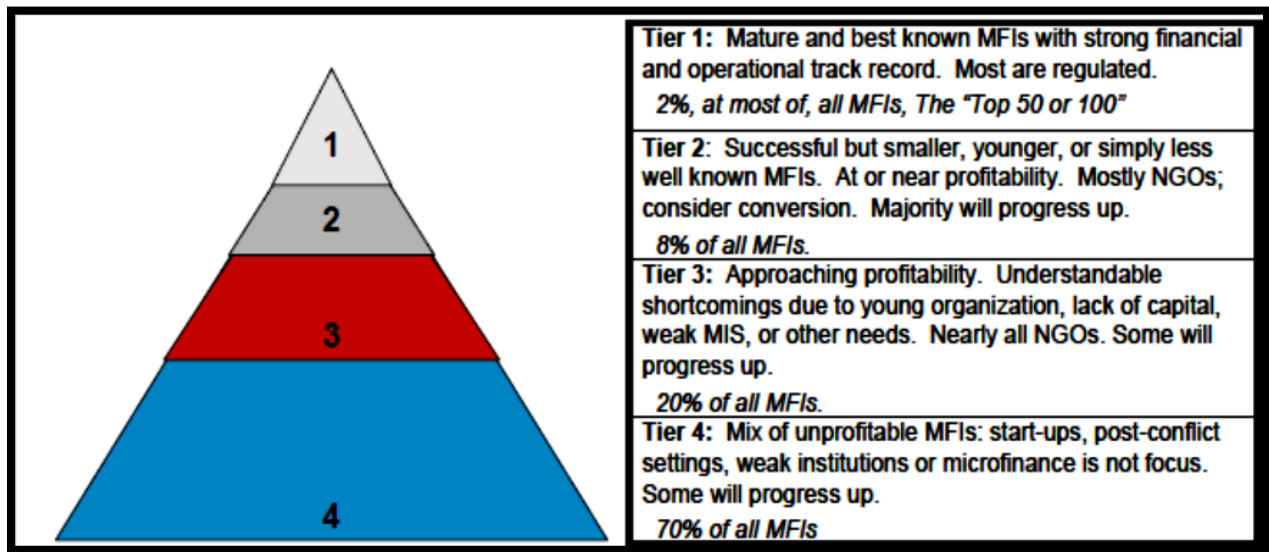 1
2
3
4
Tier 1: Mature and best known MFIs with strong financial
and operational track record. Most are regulated.
2%, at most of, all MFIs, The “Top 50 or 100”
Tier 2: Successful but smaller, younger, or simply less
well known MFIs. At or near profitability. Mostly NGOs;
consider conversion. Majority will progress up.
8% of all MFIs.
Tier 3: Approaching profitability. Understandable
shortcomings due to young organization, lack of capital,
weak MIS, or other needs. Nearly all NGOs. Some will
progress up.
20% of all MFIs.
Tier 4: Mix of unprofitable MFIs: start-ups, post-conflict
settings, weak institutions or microfinance is not focus.
Some will progress up.
70% of all MFIs